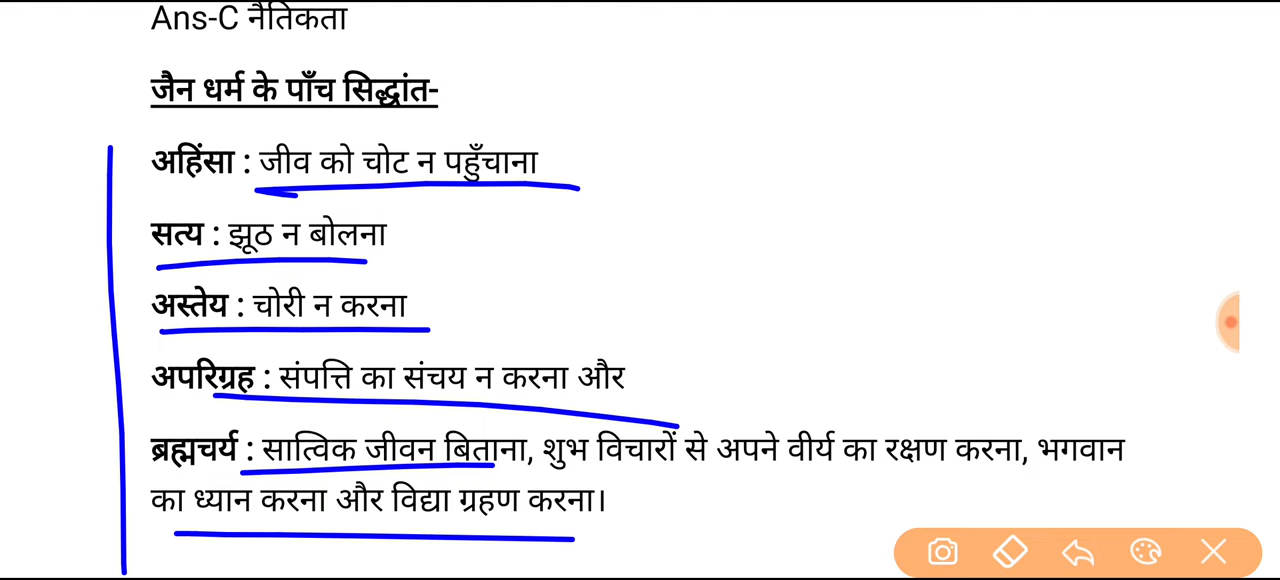 Ans-C नैतिकता
जैन धर्म के पाँच सिद्धांत-
अहिंसा : जीव को चोट न पहुँचाना
सत्य : झूठ न बोलना
अस्तेय : चोरी न करना
अपरिग्रह : संपत्ति का संचय न करना और
ब्रह्मचर्य : सात्विक जीवन बिताना, शुभ विचारों से अपने वीर्य का रक्षण करना, भगवान
का ध्यान करना और विद्या ग्रहण करना।